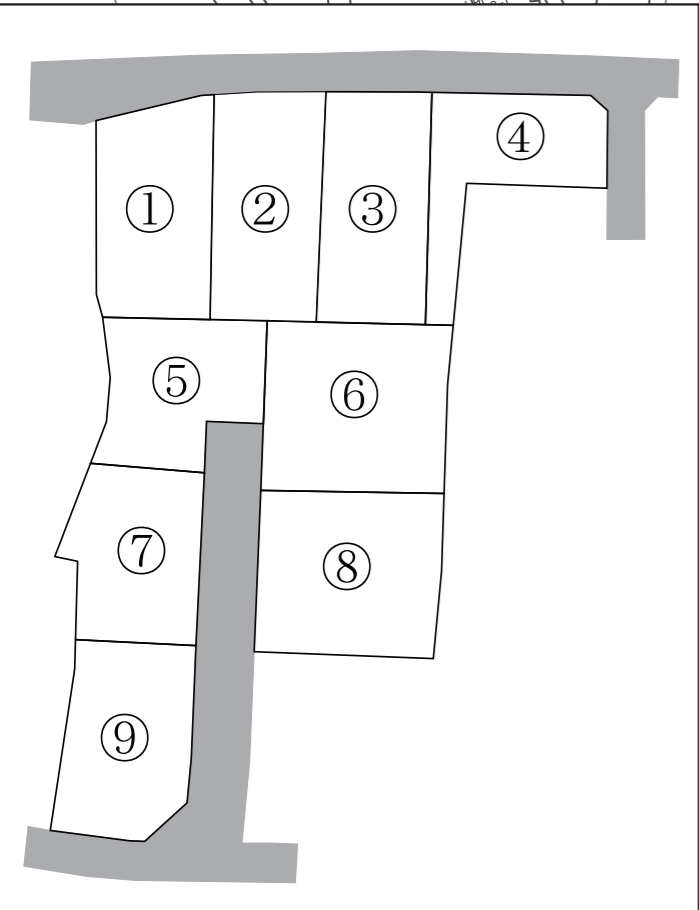 ④
① ② ③
⑤ ⑥
⑦ ⑧
⑨